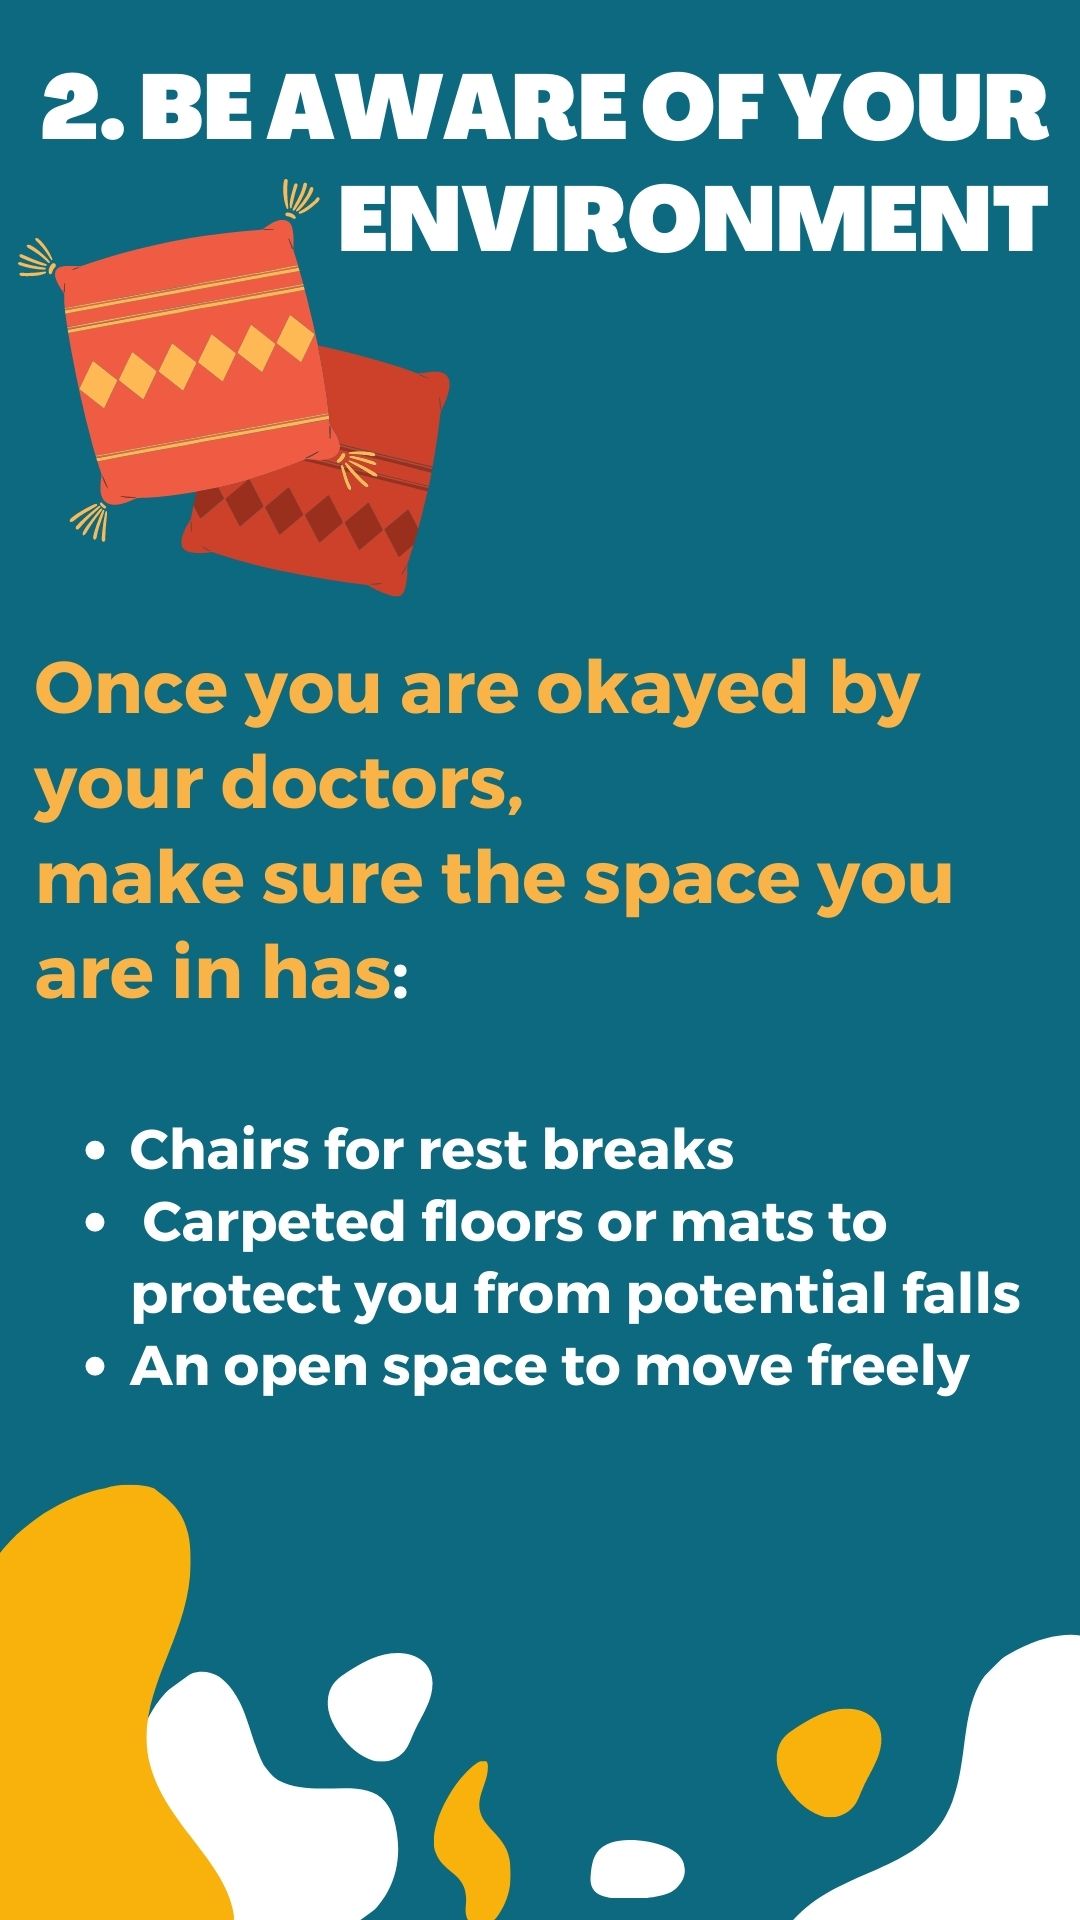 2. BE AWARE OF YOUR
ENVIRONMENT
Once you are okayed by
your doctors,
make sure the space you
are in has:
• Chairs for rest breaks
• Carpeted floors or mats to
protect you from potential falls
• An open space to move freely